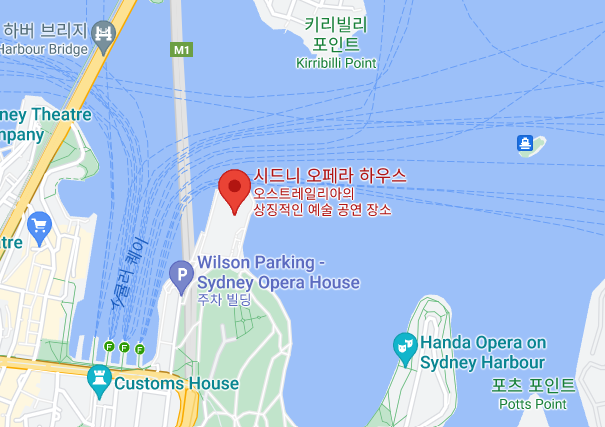 하버 브리지
Harbour Bridge
M1
키리빌리
포인트
Kirribilli Point
ney Theatre
mpany
시드니 오페라 하우스
오스트레일리아의
상징적인 예술 공연 장소
tre
Wilson Parking -
Sydney Opera House
주차 빌딩
P
F F F
Customs House
Handa Opera on
Sydney Harbour
포츠 포인트
Potts Point